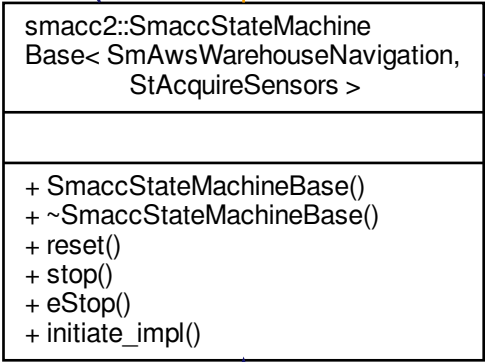 smacc2::SmaccStateMachine
Base< SmAwsWarehouseNavigation,
StAcquireSensors >
+ SmaccStateMachineBase()
+ ~SmaccStateMachineBase()
+ reset()
+ stop()
+ eStop()
+ initiate_impl()